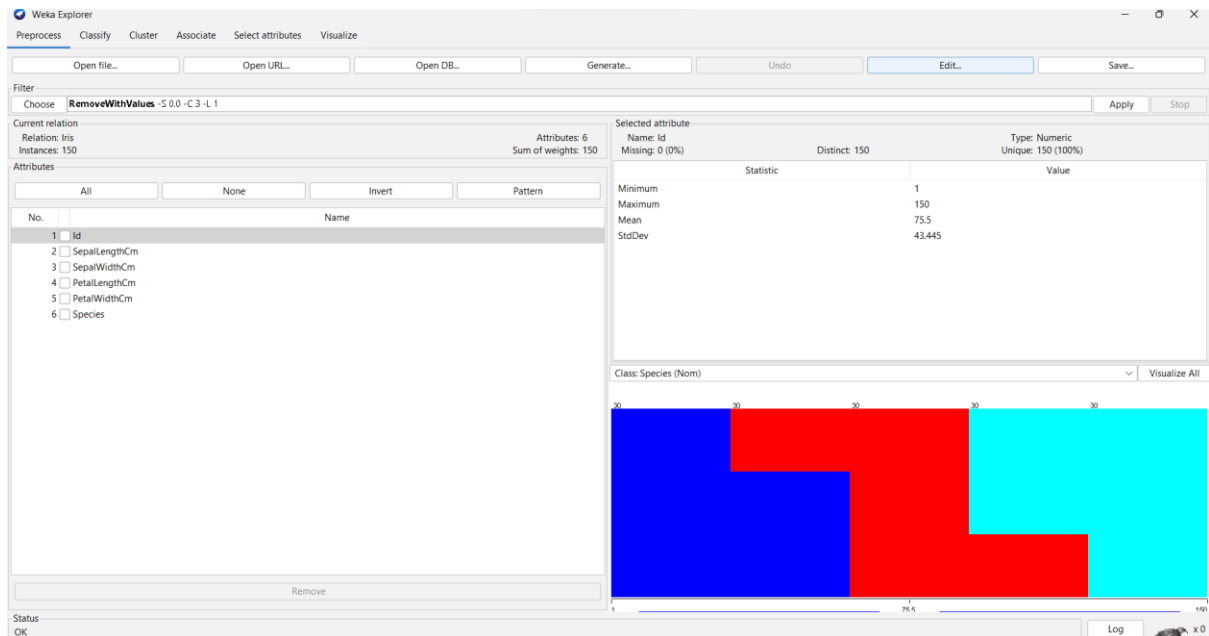 Weka Explorer
Preprocess Classify Cluster Associate Select attributes Visualize
Open file... Open URL... Open DB... Generate... Undo Edit... Save...
Filter
Choose RemoveWithValues -S 0.0 -C 3 -L 1 Apply Stop
Current relation
Relation: Iris Attributes: 6
Instances: 150 Sum of weights: 150
Attributes
All None Invert Pattern
No. Name
1 Id
2 SepalLengthCm
3 SepalWidthCm
4 PetalLengthCm
5 PetalWidthCm
6 Species
Remove
Selected attribute
Name: Id Type: Numeric
Missing: 0 (0%) Distinct: 150 Unique: 150 (100%)
Statistic Value
Minimum 1
Maximum 150
Mean 75.5
StdDev 43.445
Class: Species (Nom) Visualize All
30 30 30 30 30
1 75.5 150
Status
OK Log x 0